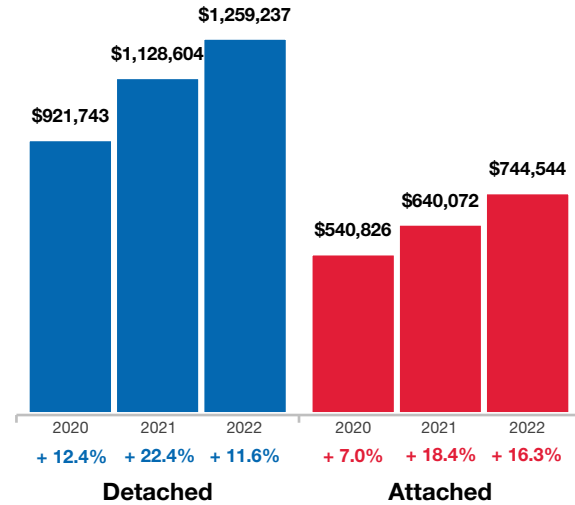 $1,259,237
$1,128,604
$921,743
$744,544
$640,072
$540,826
2020 2021 2022 2020 2021 2022
+ 12.4% + 22.4% + 11.6% + 7.0% + 18.4% + 16.3%
Detached Attached